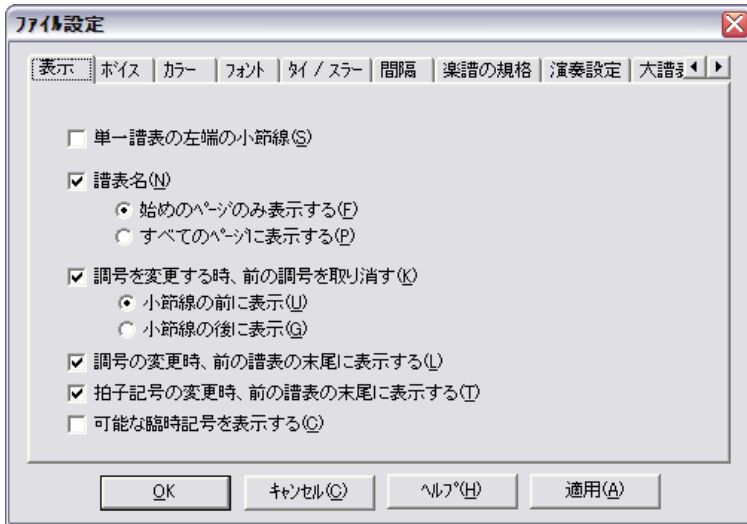 ファイル設定
表示 ボイス カラー フォント タイ / スラー 間隔 楽譜の規格 演奏設定 大譜表
単一譜表の左端の小節線(S)
譜表名(N)
始めのページのみ表示する(F)
すべてのページに表示する(P)
調号を変更する時、前の調号を取り消す(K)
小節線の前に表示(U)
小節線の後に表示(G)
調号の変更時、前の譜表の末尾に表示する(L)
拍子記号の変更時、前の譜表の末尾に表示する(T)
可能な臨時記号を表示する(C)
OK キャンセル(C) ヘルプ(H) 適用(A)